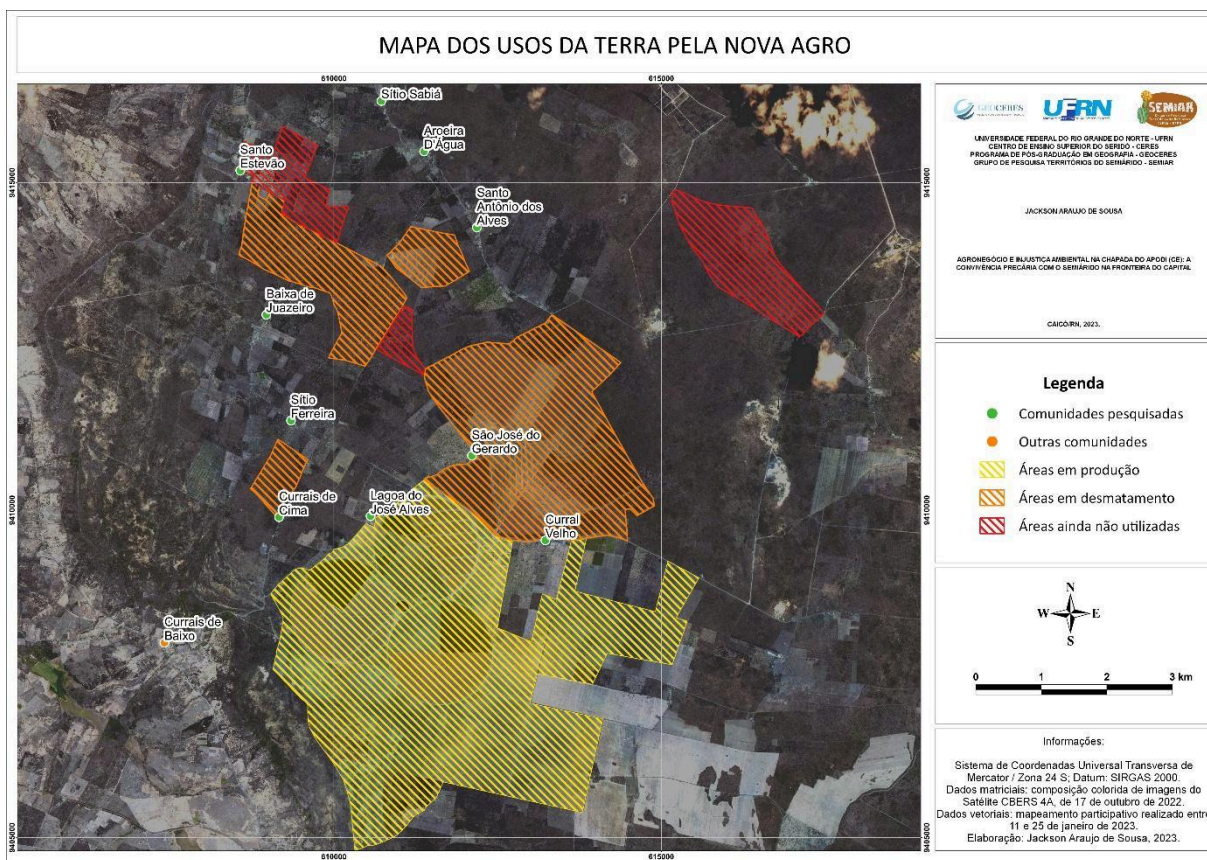 MAPA DOS USOS DA TERRA PELA NOVA AGRO
610000
615000
Sítio Sabiá
Aroeira
D'Água
Santo
Estevão
9415000
9415000
Santo
Antônio dos
Alves
Baixa de
Juazeiro
Sítio
Ferreira
São José do
Gerardo
Currais de
Cima
Lagoa do
José Alves
9410000
9410000
Curral
Velho
Currais de
Baixo
9405000
9405000
610000
615000
GEOCERES
UFRN
SEMIAR
UNIVERSIDADE FEDERAL DO RIO GRANDE DO NORTE - UFRN
CENTRO DE ENSINO SUPERIOR DO SERIDÓ - CERES
PROGRAMA DE PÓS-GRADUAÇÃO EM GEOGRAFIA - GEOCERES
GRUPO DE PESQUISA TERRITÓRIOS DO SEMIÁRIDO - SEMIAR
JACKSON ARAUJO DE SOUSA
AGRONEGÓCIO E INJUSTIÇA AMBIENTAL NA CHAPADA DO APODI (CE): A
CONVIVÊNCIA PRECÁRIA COM O SEMIÁRIDO NA FRONTEIRA DO CAPITAL
CAICÓ/RN, 2023.
Legenda
Comunidades pesquisadas
Outras comunidades
Áreas em produção
Áreas em desmatamento
Áreas ainda não utilizadas
N
W E
S
0 1 2 3 km
Informações:
Sistema de Coordenadas Universal Transversa de
Mercator / Zona 24 S; Datum: SIRGAS 2000.
Dados matriciais: composição colorida de imagens do
Satélite CBERS 4A, de 17 de outubro de 2022.
Dados vetoriais: mapeamento participativo realizado entre
11 e 25 de janeiro de 2023.
Elaboração: Jackson Araujo de Sousa, 2023.